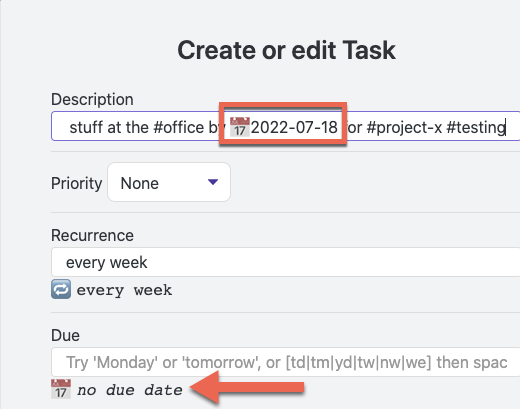 Create or edit Task
Description
stuff at the #office by 📅2022-07-18 for #project-x #testing
Priority None
Recurrence
every week
🔁 every week
Due
Try 'Monday' or 'tomorrow', or [td|tm|yd|tw|nw|we] then spac
📅 no due date